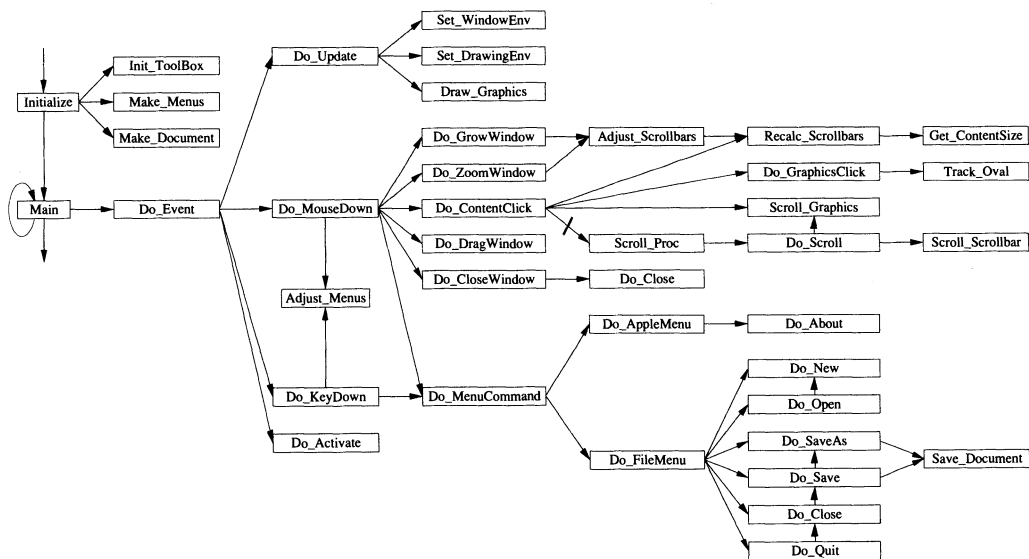 Set_WindowEnv
Do_Update
Set_DrawingEnv
Init_ToolBox
Draw_Graphics
Initialize
Make_Menus
Make_Document
Do_GrowWindow
Adjust_Scrollbars
Recalc_Scrollbars
Get_ContentSize
Do_ZoomWindow
Do_GraphicsClick
Track_Oval
Main
Do_Event
Do_MouseDown
Do_ContentClick
Scroll_Graphics
Do_DragWindow
Scroll_Proc
Do_Scroll
Scroll_Scrollbar
Do_CloseWindow
Do_Close
Adjust_Menus
Do_AppleMenu
Do_About
Do_New
Do_KeyDown
Do_MenuCommand
Do_Open
Do_Activate
Do_SaveAs
Do_FileMenu
Save_Document
Do_Save
Do_Close
Do_Quit